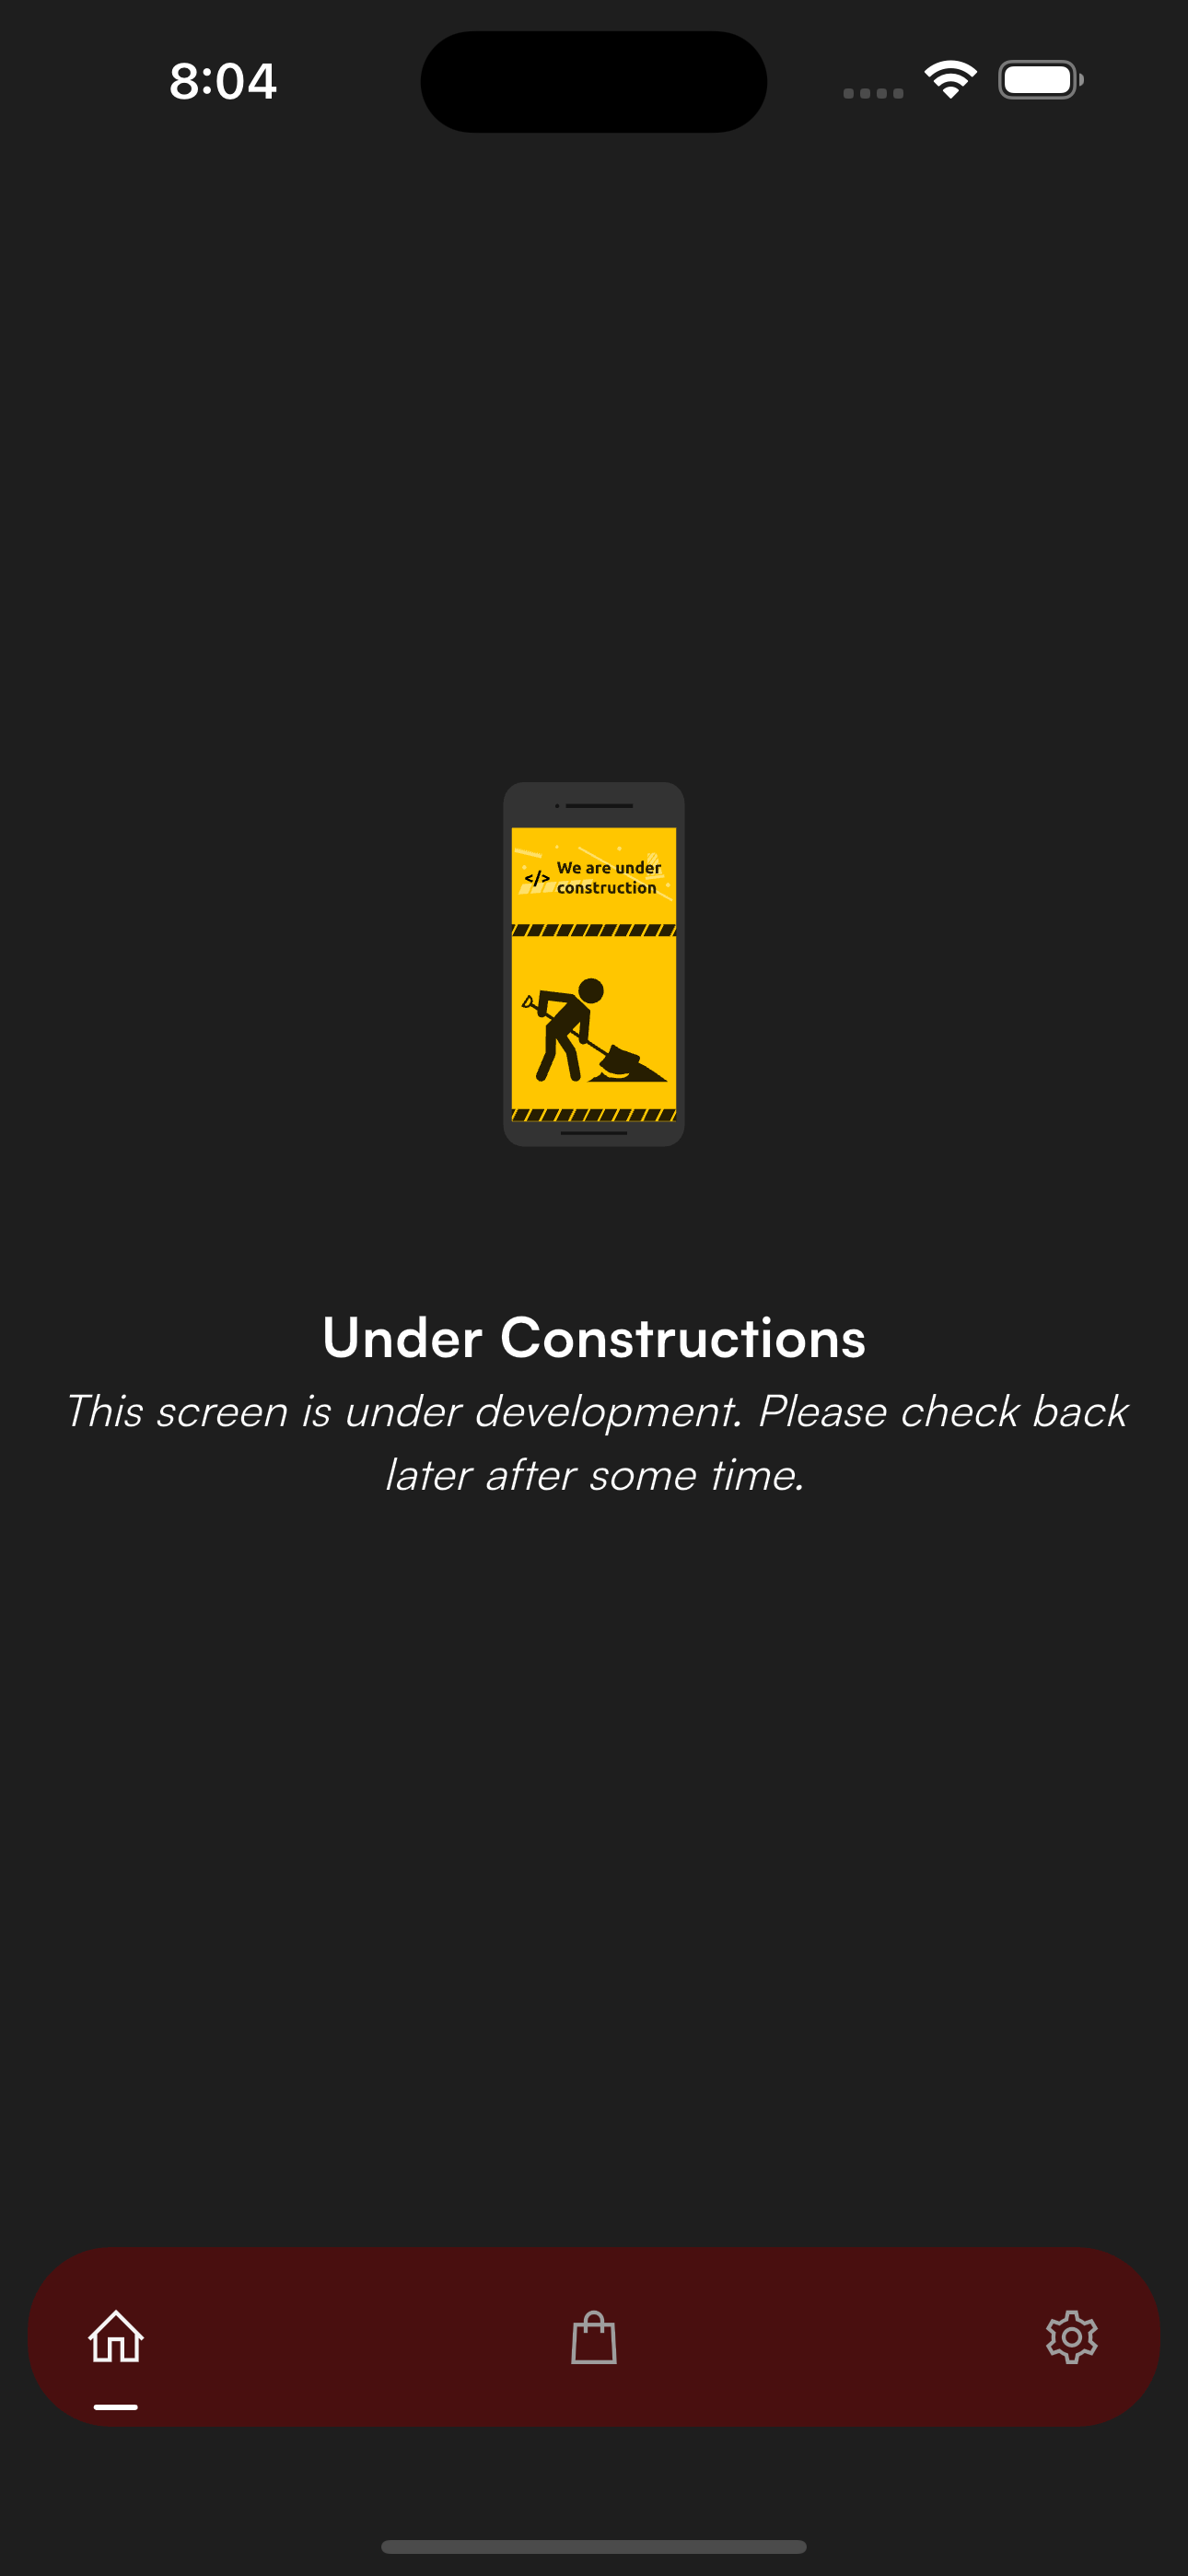 8:04
</> We are under
construction
Under Constructions
This screen is under development. Please check back
later after some time.